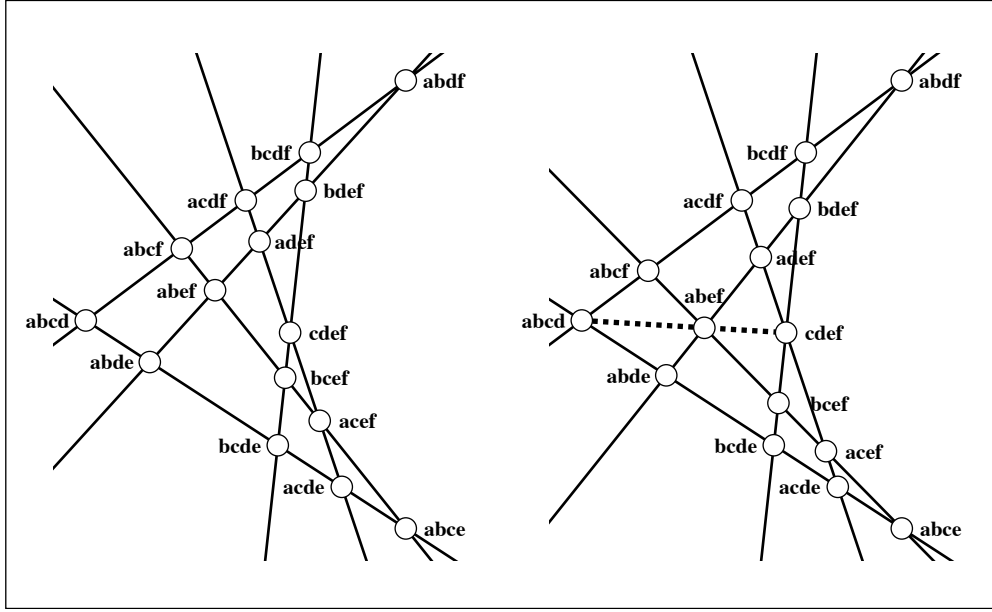 abdf
bcdf
bdef
acdf
adef
abcf
abef
abcd
cdef
abde
bcef
acef
bcde
acde
abce
abdf
bcdf
bdef
acdf
adef
abcf
abef
abcd
cdef
abde
bcef
bcde
acef
acde
abce